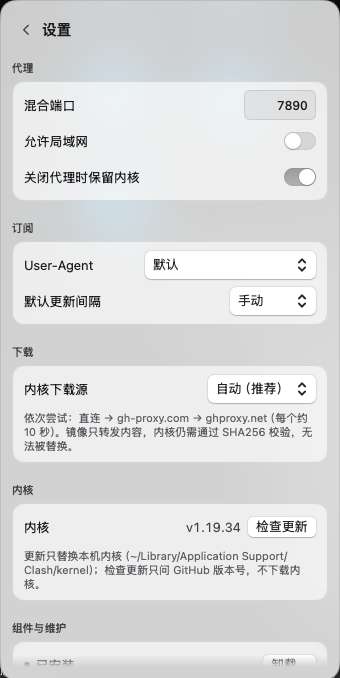 设置
代理
混合端口 7890
允许局域网
关闭代理时保留内核
订阅
User-Agent 默认
默认更新间隔 手动
下载
内核下载源 自动 (推荐)
依次尝试：直连 → gh-proxy.com → ghproxy.net (每个约
10 秒)。镜像只转发内容，内核仍需通过 SHA256 校验，无
法被替换。
内核
内核 v1.19.34 检查更新
更新只替换本机内核 (~/Library/Application Support/
Clash/kernel)；检查更新只问 GitHub 版本号，不下载内
核。
组件与维护
已安装 卸载